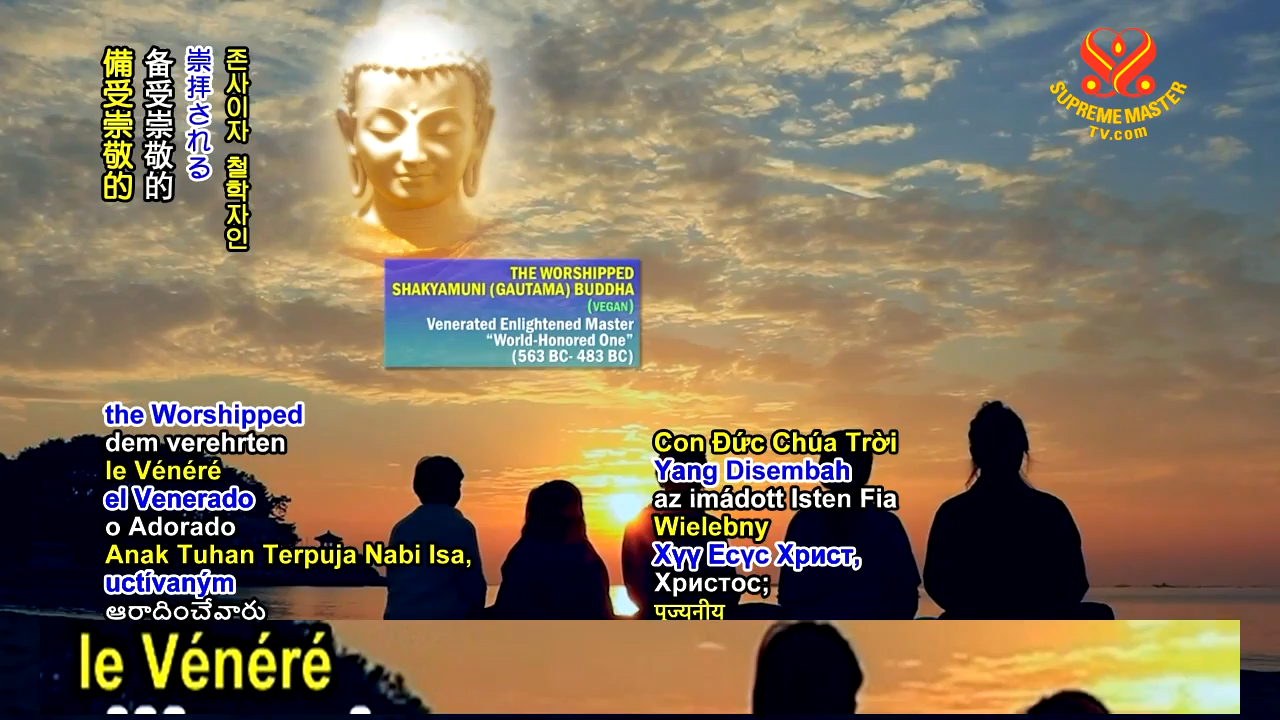 존사이자 철학자인
崇拝される
备受崇敬的
備受崇敬的
SUPREME MASTER
TV.com
THE WORSHIPPED
SHAKYAMUNI (GAUTAMA) BUDDHA
(VEGAN)
Venerated Enlightened Master
“World-Honored One”
(563 BC- 483 BC)
the Worshipped
dem verehrten
le Vénéré
el Venerado
o Adorado
Anak Tuhan Terpuja Nabi Isa,
uctívaným
ఆరాదించేవారు
Con Đức Chúa Trời
Yang Disembah
az imádott Isten Fia
Wielebny
Хүү Есүс Христ,
Христос;
पूज्यनीय
le Vénéré